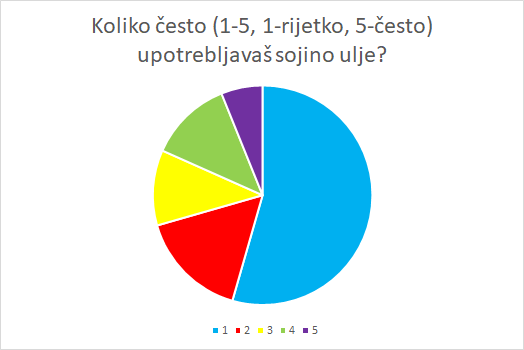 Koliko često (1-5, 1-rijetko, 5-često)
upotrebljavaš sojino ulje?
1 2 3 4 5